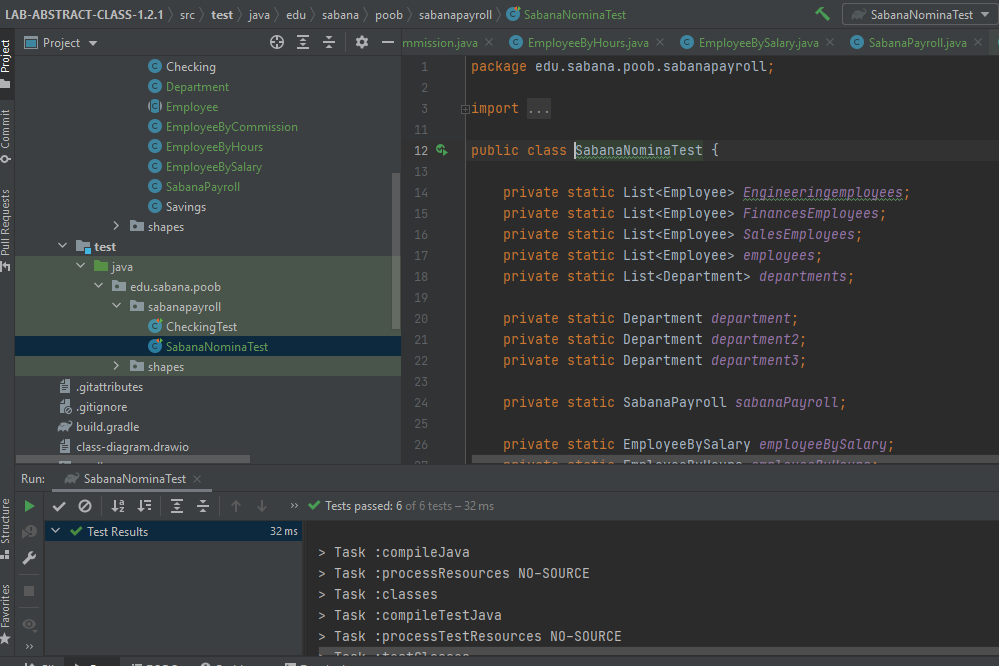 LAB-ABSTRACT-CLASS-1.2.1 src test java edu sabana poob sabanapayroll SabanaNominaTest SabanaNominaTest
Project
mmission.java EmployeeByHours.java EmployeeBySalary.java SabanaPayroll.java
Project
Commit
Pull Requests
Structure
Favorites
Checking
Department
Employee
EmployeeByCommission
EmployeeByHours
EmployeeBySalary
SabanaPayroll
Savings
shapes
test
java
edu.sabana.poob
sabanapayroll
CheckingTest
SabanaNominaTest
shapes
.gitattributes
.gitignore
build.gradle
class-diagram.drawio
1 package edu.sabana.poob.sabanapayroll;
2
3 import ...
11
12 public class SabanaNominaTest {
13
14 private static List<Employee> Engineeringemployees;
15 private static List<Employee> FinancesEmployees;
16 private static List<Employee> SalesEmployees;
17 private static List<Employee> employees;
18 private static List<Department> departments;
19
20 private static Department department;
21 private static Department department2;
22 private static Department department3;
23
24 private static SabanaPayroll sabanaPayroll;
25
26 private static EmployeeBySalary employeeBySalary;
Run: SabanaNominaTest
Tests passed: 6 of 6 tests – 32 ms
Test Results 32 ms
> Task :compileJava
> Task :processResources NO-SOURCE
> Task :classes
> Task :compileTestJava
> Task :processTestResources NO-SOURCE